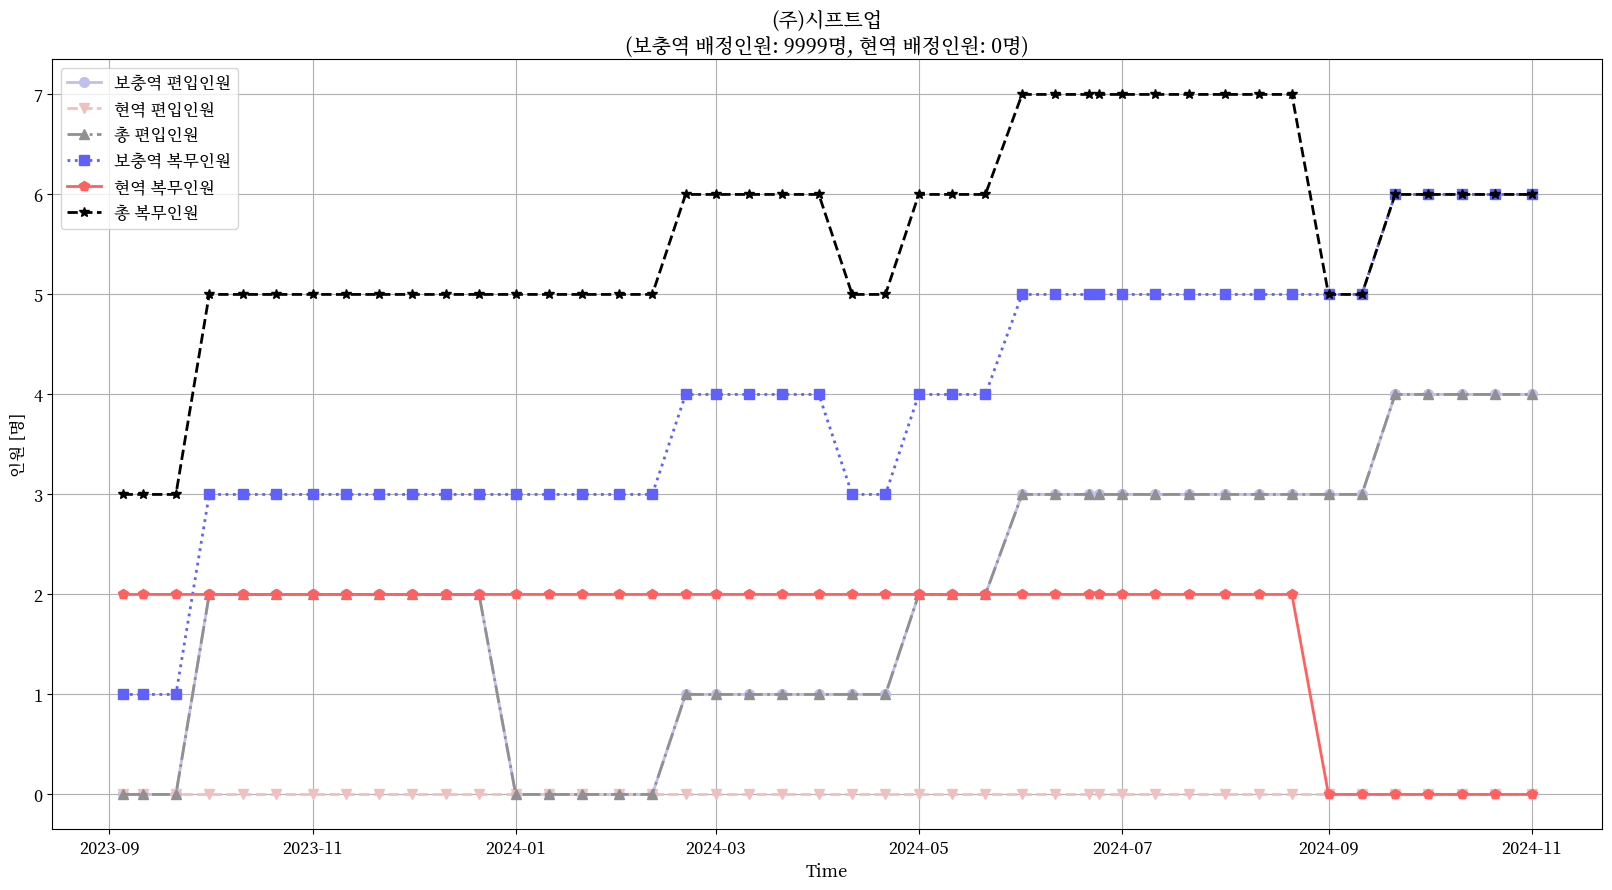 (주)시프트업
(보충역 배정인원: 9999명, 현역 배정인원: 0명)
보충역 편입인원
현역 편입인원
총 편입인원
보충역 복무인원
현역 복무인원
총 복무인원
인원 [명]
7
6
5
4
3
2
1
0
2023-09 2023-11 2024-01 2024-03 2024-05 2024-07 2024-09 2024-11
Time